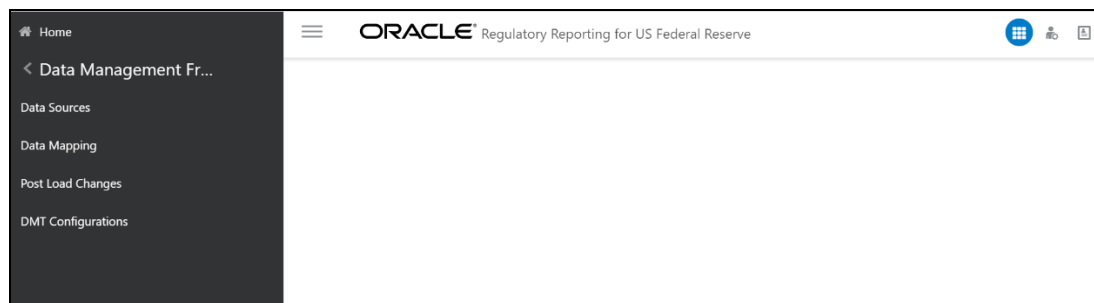 Home
Data Management Fr...
Data Sources
Data Mapping
Post Load Changes
DMT Configurations
ORACLE® Regulatory Reporting for US Federal Reserve